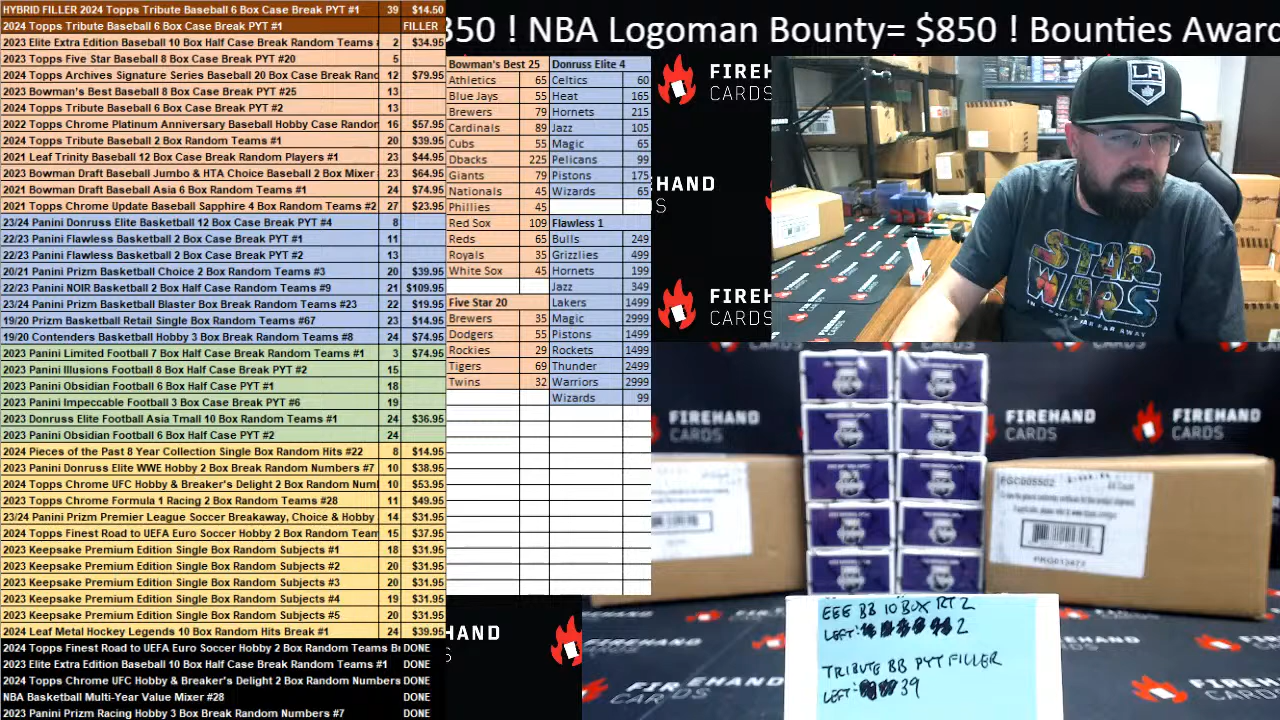 HYBRID FILLER 2024 Topps Tribute Baseball 6 Box Case Break PYT #1 39 $14.50
2024 Topps Tribute Baseball 6 Box Case Break PYT #1 FILLER
2023 Elite Extra Edition Baseball 10 Box Half Case Break Random Teams 2 $34.95
2023 Topps Five Star Baseball 8 Box Case Break PYT #20 5
2024 Topps Archives Signature Series Baseball 20 Box Case Break Ranc 12 $79.95
2023 Bowman's Best Baseball 8 Box Case Break PYT #25 13
2024 Topps Tribute Baseball 6 Box Case Break PYT #2 13
2022 Topps Chrome Platinum Anniversary Baseball Hobby Case Randor 16 $57.95
2024 Topps Tribute Baseball 2 Box Random Teams #1 20 $39.95
2021 Leaf Trinity Baseball 12 Box Case Break Random Players #1 23 $44.95
2023 Bowman Draft Baseball Jumbo & HTA Choice Baseball 2 Box Mixer 23 $64.95
2021 Bowman Draft Baseball Asia 6 Box Random Teams #1 24 $74.95
2021 Topps Chrome Update Baseball Sapphire 4 Box Random Teams #2 27 $23.95
23/24 Panini Donruss Elite Basketball 12 Box Case Break PYT #4 8
22/23 Panini Flawless Basketball 2 Box Case Break PYT #1 11
22/23 Panini Flawless Basketball 2 Box Case Break PYT #2 13
20/21 Panini Prizm Basketball Choice 2 Box Random Teams #3 20 $39.95
22/23 Panini NOIR Basketball 2 Box Half Case Random Teams #9 21 $109.95
23/24 Panini Prizm Basketball Blaster Box Break Random Teams #23 22 $19.95
19/20 Prizm Basketball Retail Single Box Random Teams #67 23 $14.95
19/20 Contenders Basketball Hobby 3 Box Break Random Teams #8 24 $74.95
2023 Panini Limited Football 7 Box Half Case Break Random Teams #1 3 $74.95
2023 Panini Illusions Football 8 Box Half Case Break PYT #2 15
2023 Panini Obsidian Football 6 Box Half Case PYT #1 18
2023 Panini Impeccable Football 3 Box Case Break PYT #6 19
2023 Donruss Elite Football Asia Tmall 10 Box Random Teams #1 24 $36.95
2023 Panini Obsidian Football 6 Box Half Case PYT #2 24
2024 Pieces of the Past 8 Year Collection Single Box Random Hits #22 8 $14.95
2023 Panini Donruss Elite WWE Hobby 2 Box Break Random Numbers #7 10 $38.95
2024 Topps Chrome UFC Hobby & Breaker's Delight 2 Box Random Numl 10 $53.95
2023 Topps Chrome Formula 1 Racing 2 Box Random Teams #28 11 $49.95
23/24 Panini Prizm Premier League Soccer Breakaway, Choice & Hobby 14 $31.95
2024 Topps Finest Road to UEFA Euro Soccer Hobby 2 Box Random Team 15 $37.95
2023 Keepsake Premium Edition Single Box Random Subjects #1 18 $31.95
2023 Keepsake Premium Edition Single Box Random Subjects #2 20 $31.95
2023 Keepsake Premium Edition Single Box Random Subjects #3 20 $31.95
2023 Keepsake Premium Edition Single Box Random Subjects #4 19 $31.95
2023 Keepsake Premium Edition Single Box Random Subjects #5 20 $31.95
2024 Leaf Metal Hockey Legends 10 Box Random Hits Break #1 24 $39.95
2024 Topps Finest Road to UEFA Euro Soccer Hobby 2 Box Random Teams Br DONE
2023 Elite Extra Edition Baseball 10 Box Half Case Break Random Teams #1 DONE
2024 Topps Chrome UFC Hobby & Breaker's Delight 2 Box Random Numbers DONE
NBA Basketball Multi-Year Value Mixer #28 DONE
2023 Panini Prizm Racing Hobby 3 Box Break Random Numbers #7 DONE
350 ! NBA Logoman Bounty= $850 ! Bounties Award
Bowman's Best 25
Athletics 65
Blue Jays 55
Brewers 79
Cardinals 89
Cubs 55
Dbacks 225
Giants 79
Nationals 45
Phillies 45
Red Sox 109
Reds 65
Royals 35
White Sox 45
Five Star 20
Brewers 35
Dodgers 55
Rockies 29
Tigers 69
Twins 32
Donruss Elite 4
Celtics 60
Heat 165
Hornets 215
Jazz 105
Magic 65
Pelicans 99
Pistons 175
Wizards 65
Flawless 1
Bulls 249
Grizzlies 499
Hornets 199
Jazz 349
Lakers 1499
Magic 2999
Pistons 1499
Rockets 1499
Thunder 2499
Warriors 2999
Wizards 99
FIREH
CARDS
EHAND
S
FIREH
CARDS
LA
STAR
WARS
FIREHAND
CARDS
FIREHAND
CARDS
FIREHAND
CARDS
PGC005502
PRG013477
EEE BB 10 BOX RT 2
LEFT: 2
TRIBUTE BB PYT FILLER
LEFT: 39
HAND
S